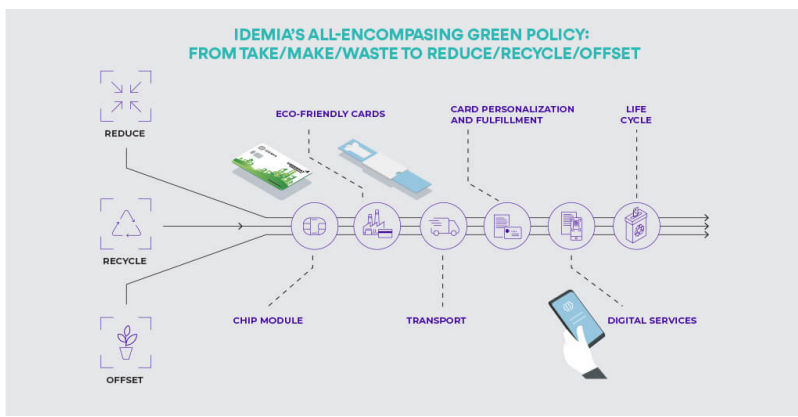 IDEMIA'S ALL-ENCOMPASING GREEN POLICY:
FROM TAKE/MAKE/WASTE TO REDUCE/RECYCLE/OFFSET
REDUCE
RECYCLE
OFFSET
ECO-FRIENDLY CARDS
CARD PERSONALIZATION
AND FULFILLMENT
LIFE
CYCLE
CHIP MODULE
TRANSPORT
DIGITAL SERVICES